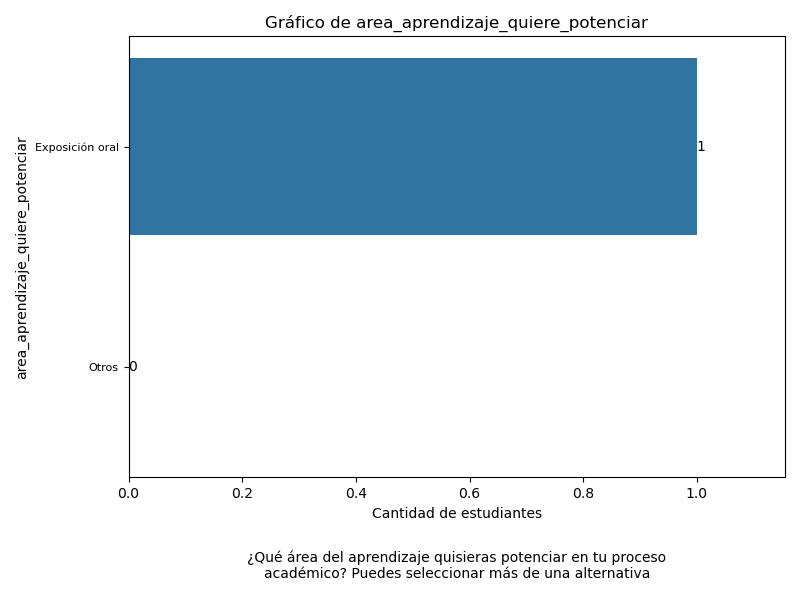 Gráfico de area_aprendizaje_quiere_potenciar
area_aprendizaje_quiere_potenciar
Exposición oral
1
Otros
0
0.0
0.2
0.4
0.6
0.8
1.0
Cantidad de estudiantes
¿Qué área del aprendizaje quisieras potenciar en tu proceso
académico? Puedes seleccionar más de una alternativa